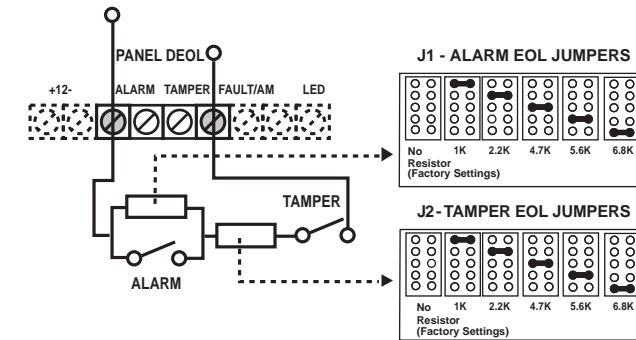 PANEL DEOL
+12- ALARM TAMPER FAULT/AM LED
TAMPER
ALARM
J1 - ALARM EOL JUMPERS
No 1K 2.2K 4.7K 5.6K 6.8K
Resistor
(Factory Settings)
J2-TAMPER EOL JUMPERS
No 1K 2.2K 4.7K 5.6K 6.8K
Resistor
(Factory Settings)